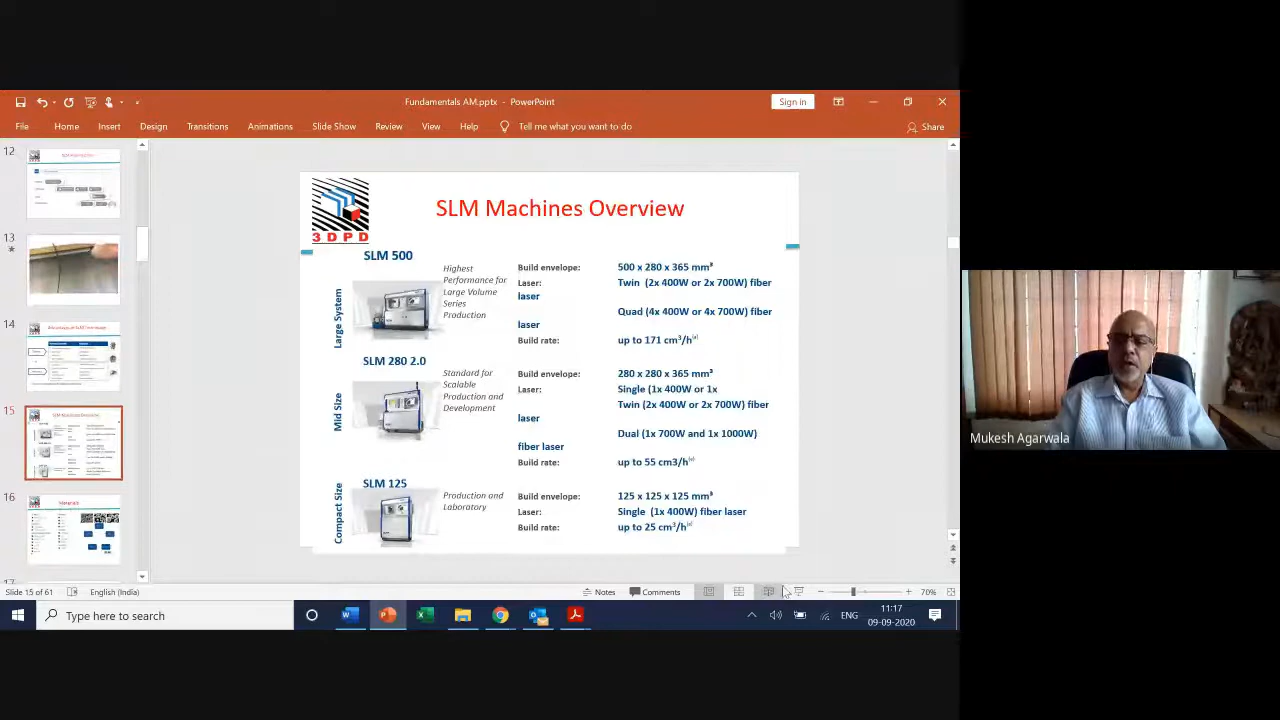 Fundamentals AM.pptx - PowerPoint
Sign in
File Home Insert Design Transitions Animations Slide Show Review View Help Tell me what you want to do
Share
12
13
14
15
16
Materials
3DPD
SLM Machines Overview
SLM 500
Large System
Highest
Performance for
Large Volume
Series
Production
Build envelope: 500 x 280 x 365 mm³
Laser: Twin (2x 400W or 2x 700W) fiber
laser
Quad (4x 400W or 4x 700W) fiber
laser
Build rate: up to 171 cm³/h
SLM 280 2.0
Mid Size
Standard for
Scalable
Production and
Development
Build envelope: 280 x 280 x 365 mm³
Laser: Single (1x 400W or 1x
Twin (2x 400W or 2x 700W) fiber
laser
Dual (1x 700W and 1x 1000W)
fiber laser
Build rate: up to 55 cm3/h
SLM 125
Compact Size
Production and
Laboratory
Build envelope: 125 x 125 x 125 mm³
Laser: Single (1x 400W) fiber laser
Build rate: up to 25 cm³/h
Mukesh Agarwala
Slide 15 of 61 English (India) Notes Comments 70%
Type here to search
ENG
11:17
09-09-2020